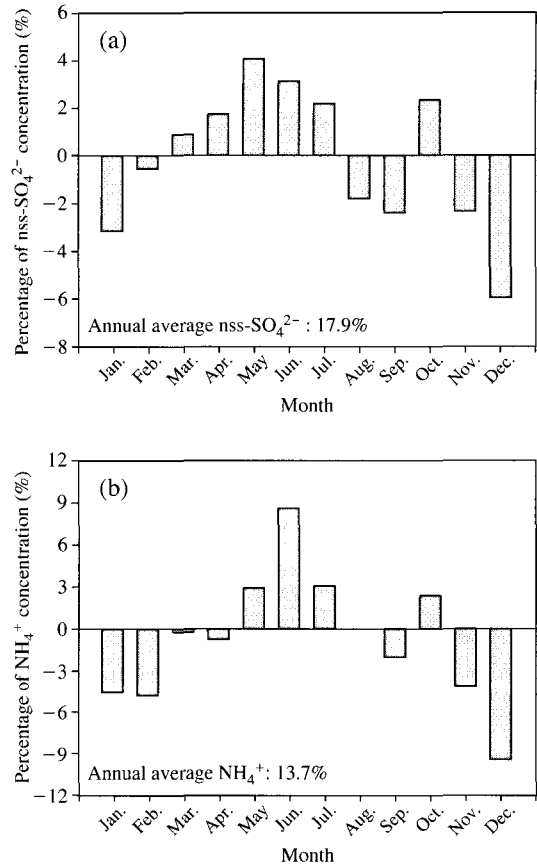 (a)
Percentage of nss-SO₄²⁻ concentration (%)
6
4
2
0
−2
−4
−6
−8
Annual average nss-SO₄²⁻ : 17.9%
Jan. Feb. Mar. Apr. May Jun. Jul. Aug. Sep. Oct. Nov. Dec.
Month
(b)
Percentage of NH₄⁺ concentration (%)
12
9
6
3
0
−3
−6
−9
−12
Annual average NH₄⁺: 13.7%
Jan. Feb. Mar. Apr. May Jun. Jul. Aug. Sep. Oct. Nov. Dec.
Month